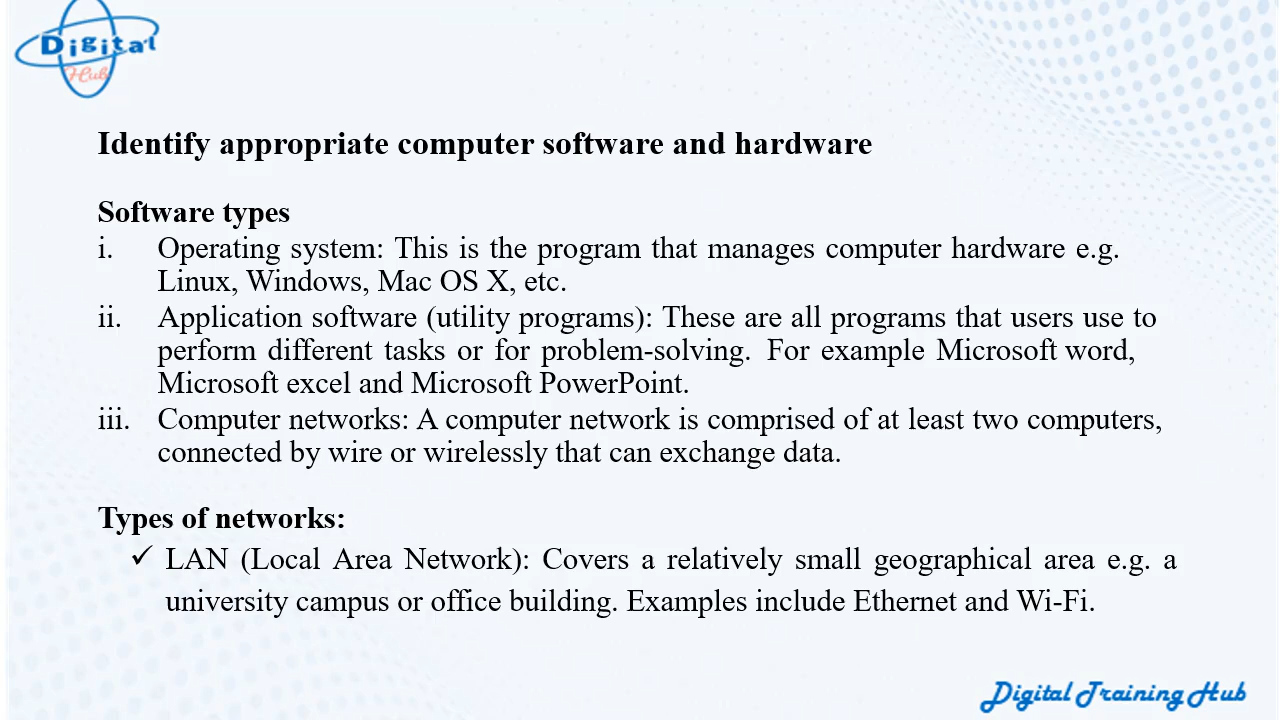 Digital
Hub
Identify appropriate computer software and hardware
Software types
i. Operating system: This is the program that manages computer hardware e.g.
Linux, Windows, Mac OS X, etc.
ii. Application software (utility programs): These are all programs that users use to
perform different tasks or for problem-solving. For example Microsoft word,
Microsoft excel and Microsoft PowerPoint.
iii. Computer networks: A computer network is comprised of at least two computers,
connected by wire or wirelessly that can exchange data.
Types of networks:
✓ LAN (Local Area Network): Covers a relatively small geographical area e.g. a
university campus or office building. Examples include Ethernet and Wi-Fi.
Digital Training Hub